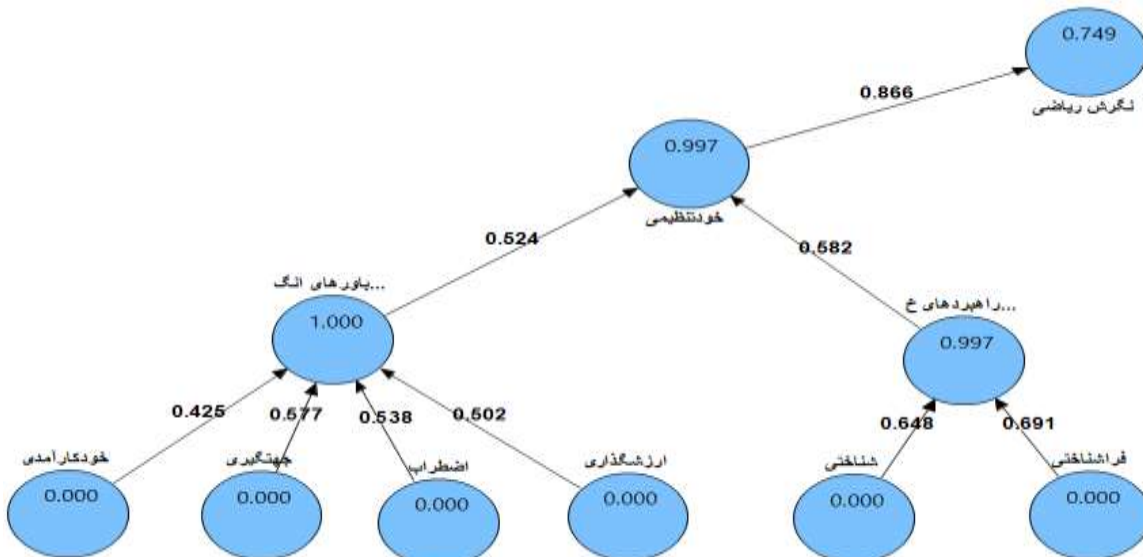 0.749
نگرش ریاضی
0.866
0.997
خودتنظیمی
0.524
0.582
باورهای انگ...
1.000
راهبردهای خ...
0.997
0.425
0.577
0.538
0.502
0.648
0.691
خودکارآمدی
جهتگیری
اضطراب
ارزشگذاری
شناختی
فراشناختی
0.000
0.000
0.000
0.000
0.000
0.000